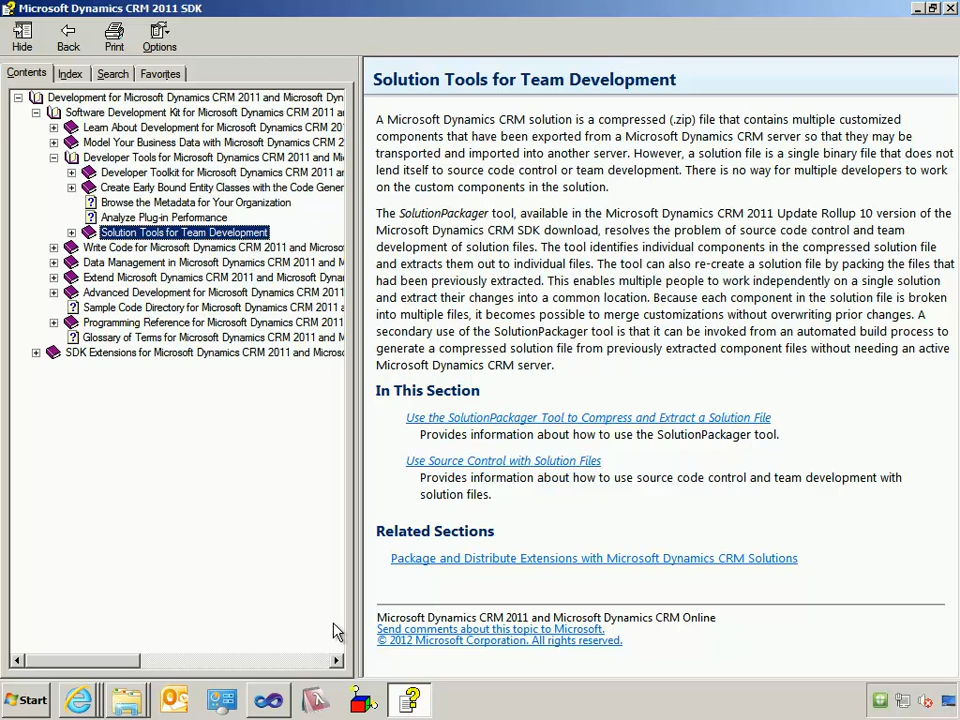 Microsoft Dynamics CRM 2011 SDK
Hide
Back
Print
Options
Contents
Index
Search
Favorites
Development for Microsoft Dynamics CRM 2011 and Microsoft Dyn
Software Development Kit for Microsoft Dynamics CRM 2011 a
Learn About Development for Microsoft Dynamics CRM 20
Model Your Business Data with Microsoft Dynamics CRM 2
Developer Tools for Microsoft Dynamics CRM 2011 and Mi
Developer Toolkit for Microsoft Dynamics CRM 2011 a
Create Early Bound Entity Classes with the Code Gener
Browse the Metadata for Your Organization
Analyze Plug-in Performance
Solution Tools for Team Development
Write Code for Microsoft Dynamics CRM 2011 and Microso
Data Management in Microsoft Dynamics CRM 2011 and M
Extend Microsoft Dynamics CRM 2011 and Microsoft Dyna
Advanced Development for Microsoft Dynamics CRM 2011
Sample Code Directory for Microsoft Dynamics CRM 2011
Programming Reference for Microsoft Dynamics CRM 2011
Glossary of Terms for Microsoft Dynamics CRM 2011 and M
SDK Extensions for Microsoft Dynamics CRM 2011 and Microso
Solution Tools for Team Development
A Microsoft Dynamics CRM solution is a compressed (.zip) file that contains multiple customized
components that have been exported from a Microsoft Dynamics CRM server so that they may be
transported and imported into another server. However, a solution file is a single binary file that does not
lend itself to source code control or team development. There is no way for multiple developers to work
on the custom components in the solution.
The SolutionPackager tool, available in the Microsoft Dynamics CRM 2011 Update Rollup 10 version of the
Microsoft Dynamics CRM SDK download, resolves the problem of source code control and team
development of solution files. The tool identifies individual components in the compressed solution file
and extracts them out to individual files. The tool can also re-create a solution file by packing the files that
had been previously extracted. This enables multiple people to work independently on a single solution
and extract their changes into a common location. Because each component in the solution file is broken
into multiple files, it becomes possible to merge customizations without overwriting prior changes. A
secondary use of the SolutionPackager tool is that it can be invoked from an automated build process to
generate a compressed solution file from previously extracted component files without needing an active
Microsoft Dynamics CRM server.
In This Section
Use the SolutionPackager Tool to Compress and Extract a Solution File
Provides information about how to use the SolutionPackager tool.
Use Source Control with Solution Files
Provides information about how to use source code control and team development with
solution files.
Related Sections
Package and Distribute Extensions with Microsoft Dynamics CRM Solutions
Microsoft Dynamics CRM 2011 and Microsoft Dynamics CRM Online
Send comments about this topic to Microsoft.
© 2012 Microsoft Corporation. All rights reserved.
Start